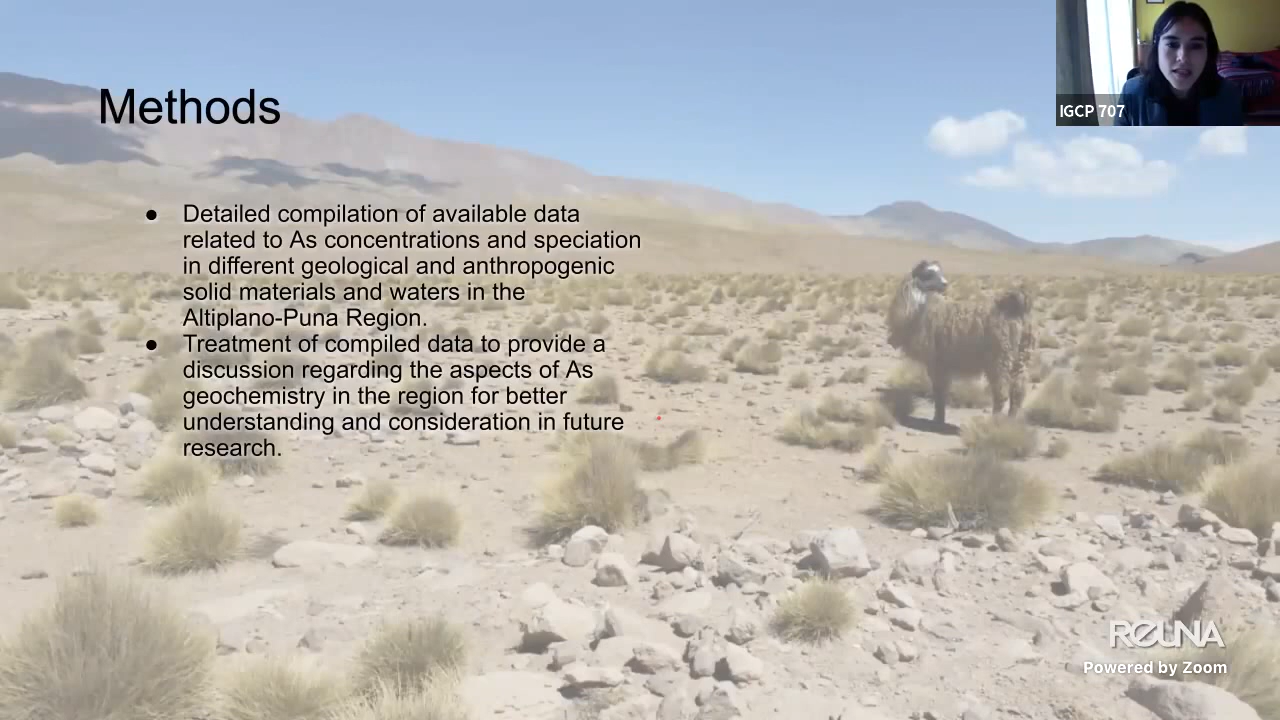 Methods
IGCP 707
● Detailed compilation of available data
related to As concentrations and speciation
in different geological and anthropogenic
solid materials and waters in the
Altiplano-Puna Region.
● Treatment of compiled data to provide a
discussion regarding the aspects of As
geochemistry in the region for better
understanding and consideration in future
research.
REUNA
Powered by Zoom